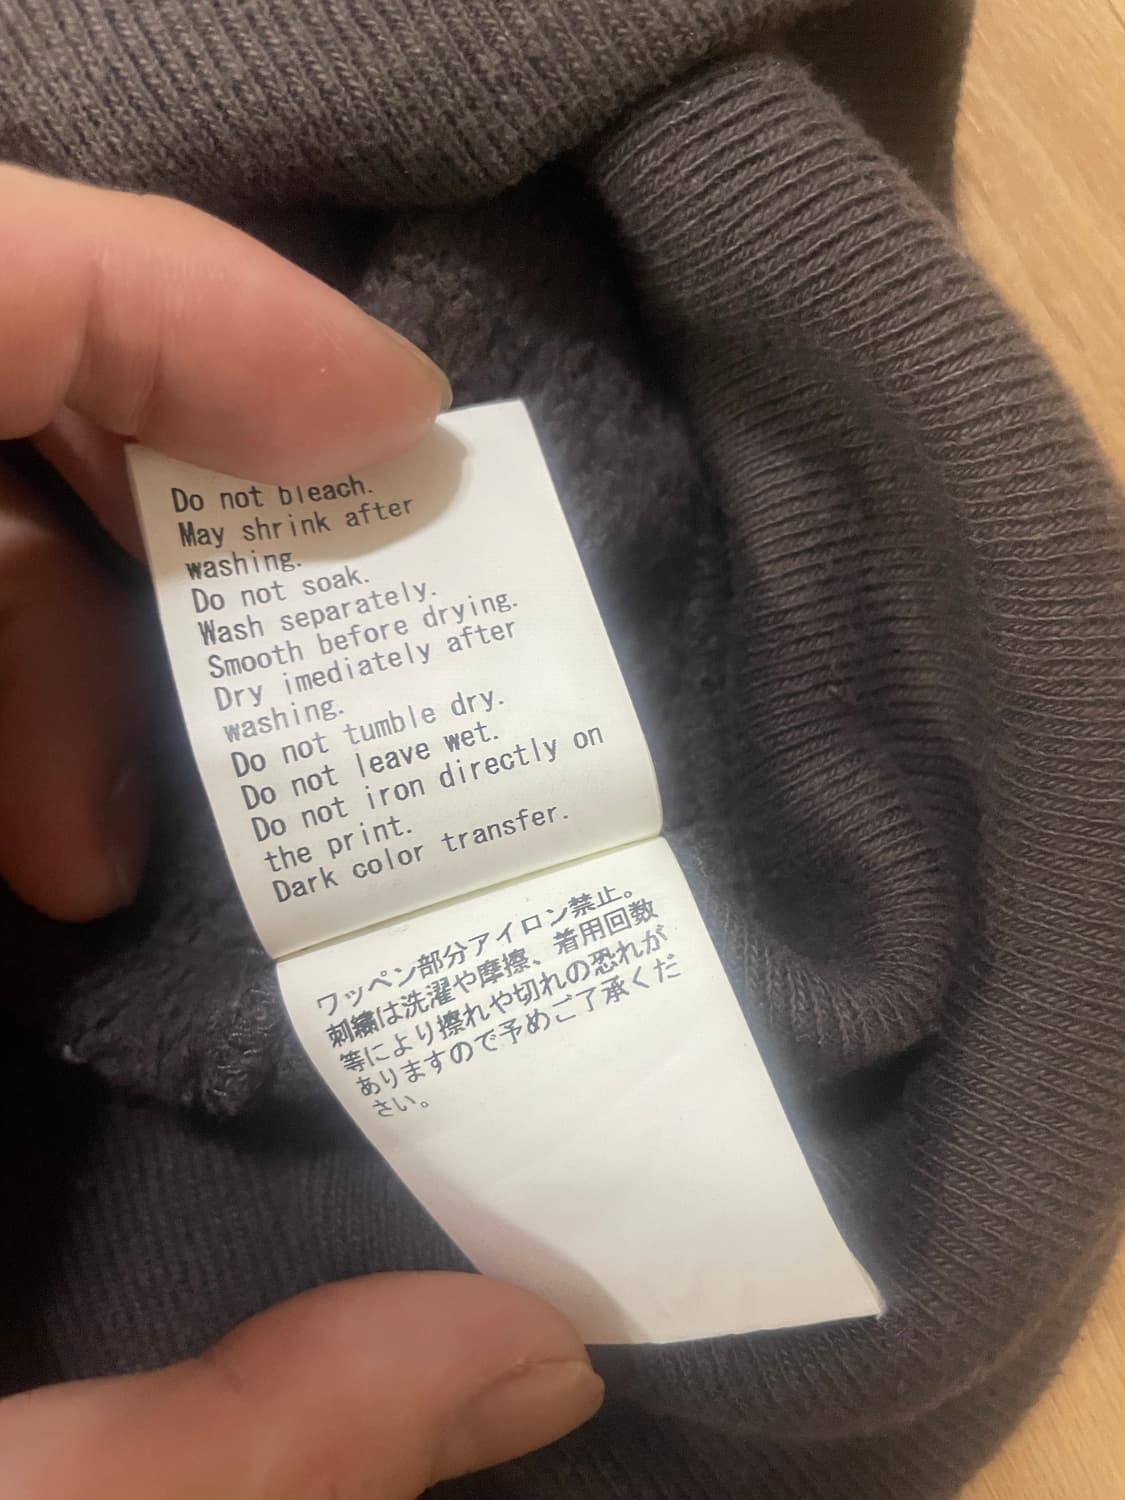 Do not bleach.
May shrink after
washing.
Do not soak.
Wash separately.
Smooth before drying.
Dry imediately after
washing.
Do not tumble dry.
Do not leave wet.
Do not iron directly on
the print.
Dark color transfer.
ワッペン部分アイロン禁止。
刺繍は洗濯や摩擦、着用回数
等により擦れや切れの恐れが
ありますので予めご了承くだ
さい。